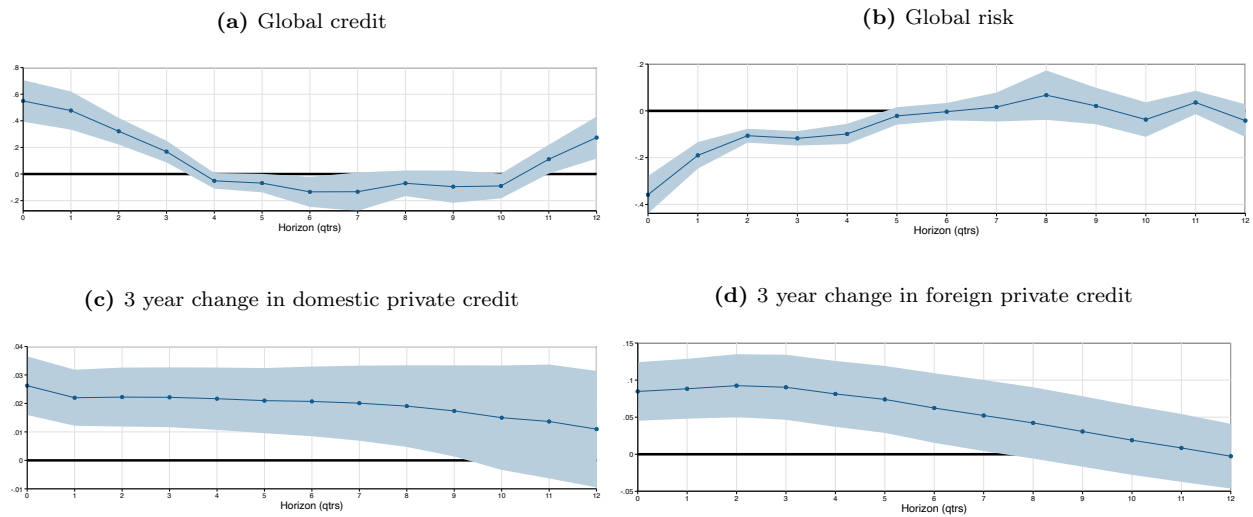 (a) Global credit
.8
.6
.4
.2
0
-.2
0 1 2 3 4 5 6 7 8 9 10 11 12
Horizon (qtrs)
(b) Global risk
.2
0
-.2
-.4
0 1 2 3 4 5 6 7 8 9 10 11 12
Horizon (qtrs)
(c) 3 year change in domestic private credit
.04
.03
.02
.01
0
-.01
0 1 2 3 4 5 6 7 8 9 10 11 12
Horizon (qtrs)
(d) 3 year change in foreign private credit
.15
.1
.05
0
-.05
0 1 2 3 4 5 6 7 8 9 10 11 12
Horizon (qtrs)